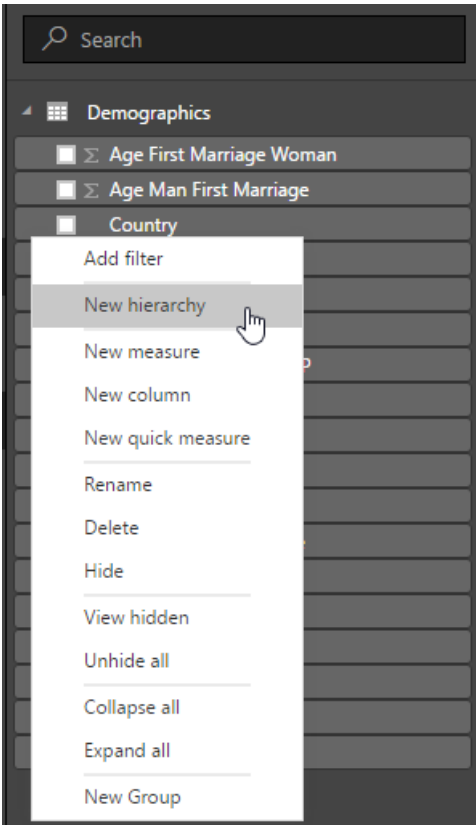 Search
Demographics
Σ Age First Marriage Woman
Σ Age Man First Marriage
Country
Add filter
New hierarchy
New measure
New column
New quick measure
Rename
Delete
Hide
View hidden
Unhide all
Collapse all
Expand all
New Group